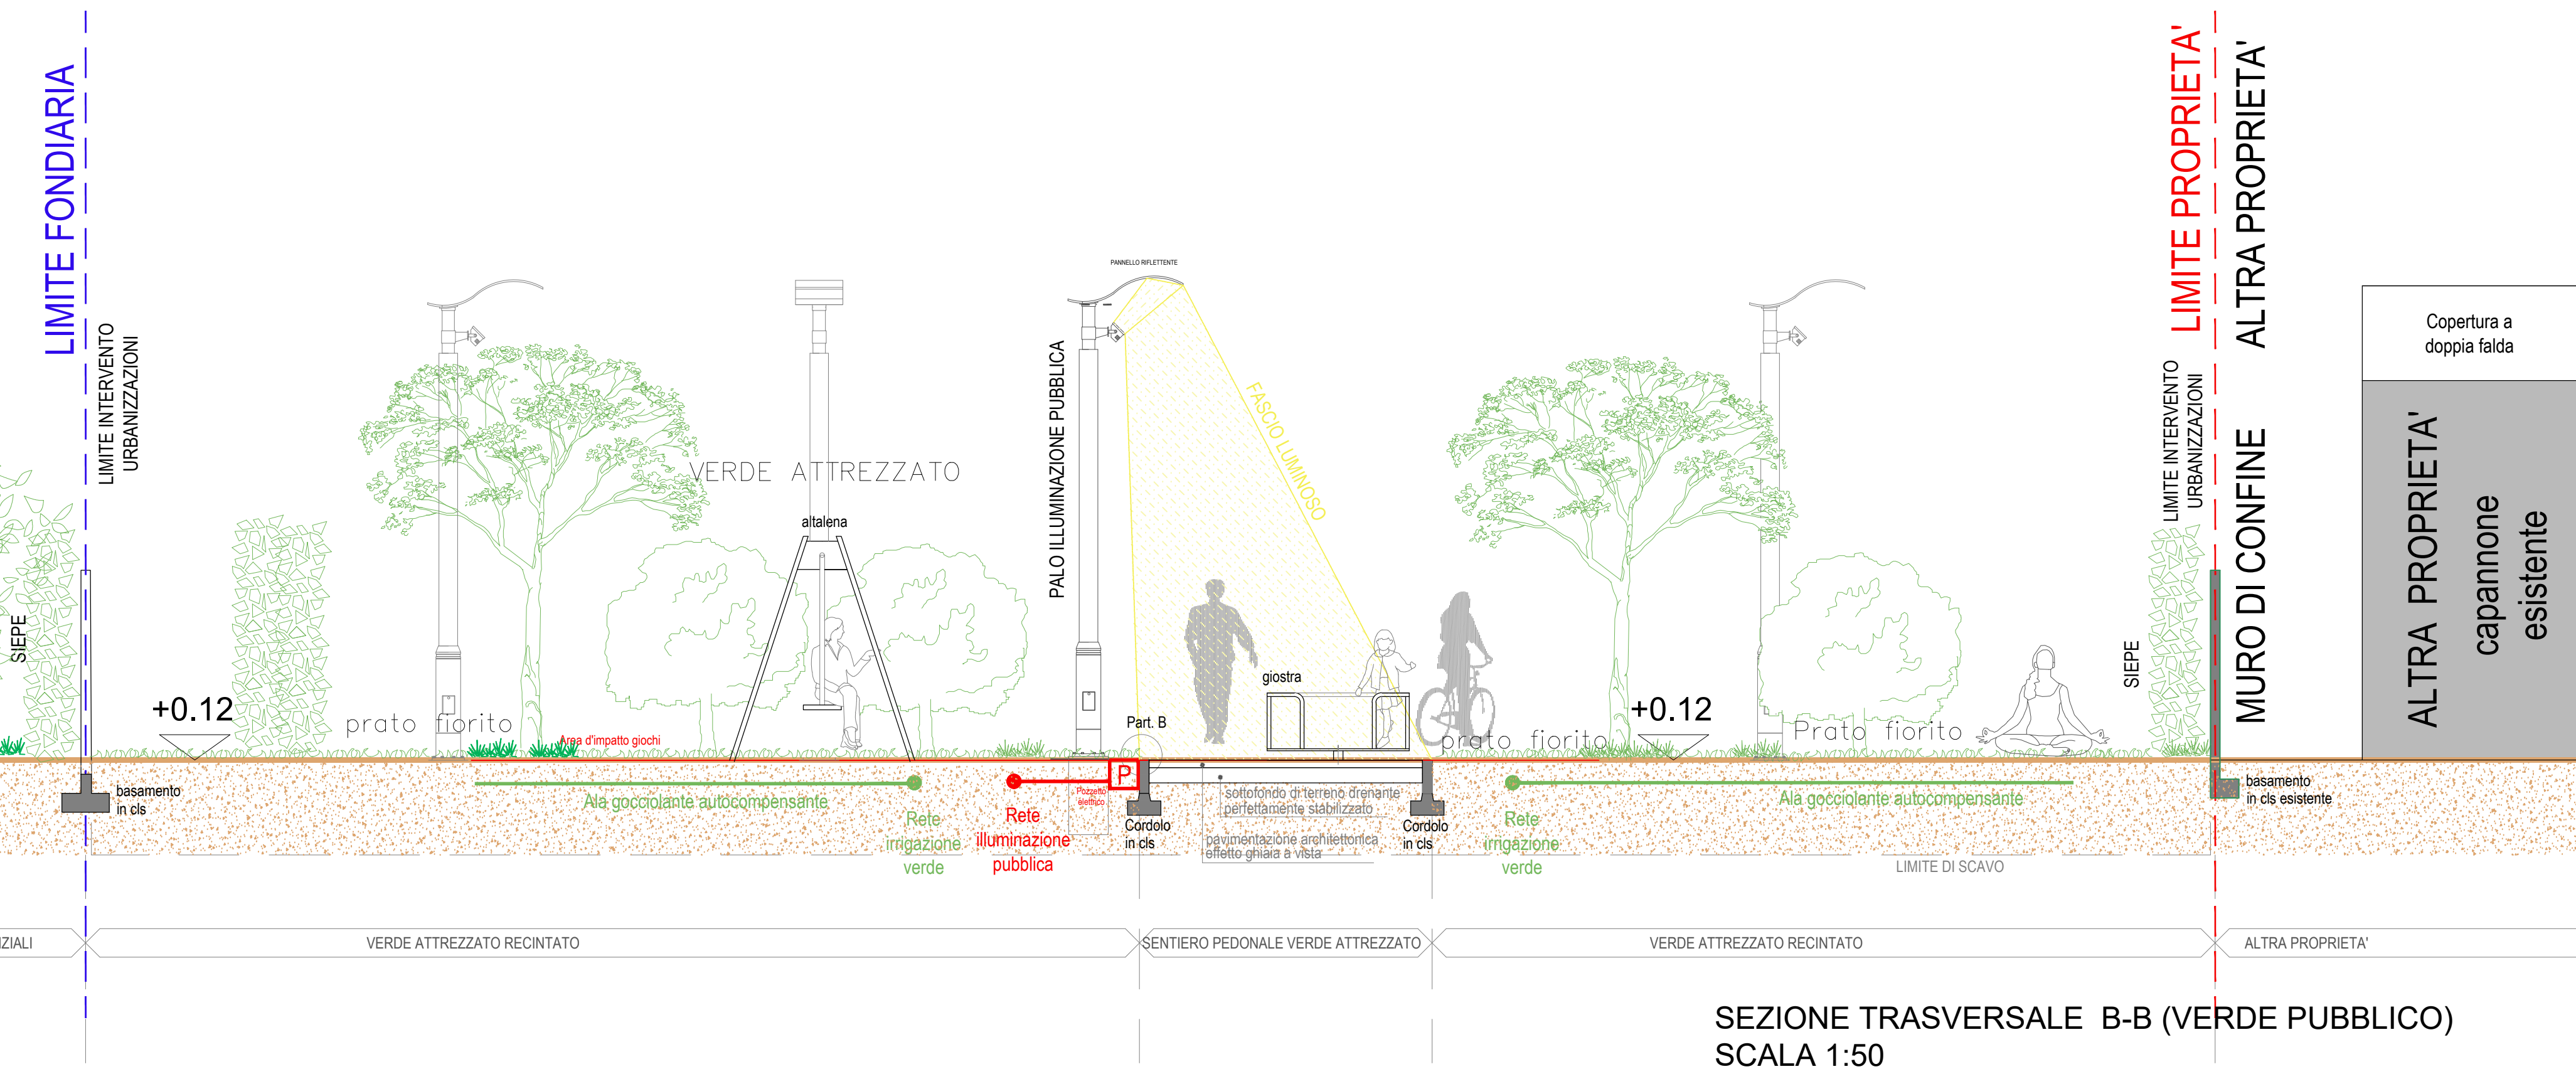 LIMITE FONDIARIA
LIMITE INTERVENTO
URBANIZZAZIONI
SIEPE
+0.12
prato fiorito
basamento
in cls
VERDE ATTREZZATO
altalena
Area d'impatto giochi
Ala gocciolante autocompensante
Rete
irrigazione
verde
Rete
illuminazione
pubblica
PALO ILLUMINAZIONE PUBBLICA
PANNELLO RIFLETTENTE
FASCIO LUMINOSO
Part. B
P
Pozzetto
elettrico
Cordolo
in cls
giostra
sottofondo di terreno drenante
perfettamente stabilizzato
pavimentazione architettonica
effetto ghiaia a vista
Cordolo
in cls
prato fiorito
Rete
irrigazione
verde
+0.12
Prato fiorito
Ala gocciolante autocompensante
LIMITE DI SCAVO
SIEPE
LIMITE INTERVENTO
URBANIZZAZIONI
LIMITE PROPRIETA'
MURO DI CONFINE ALTRA PROPRIETA'
basamento
in cls esistente
Copertura a
doppia falda
ALTRA PROPRIETA'
capannone
esistente
ZIALI
VERDE ATTREZZATO RECINTATO
SENTIERO PEDONALE VERDE ATTREZZATO
VERDE ATTREZZATO RECINTATO
ALTRA PROPRIETA'
SEZIONE TRASVERSALE B-B (VERDE PUBBLICO)
SCALA 1:50